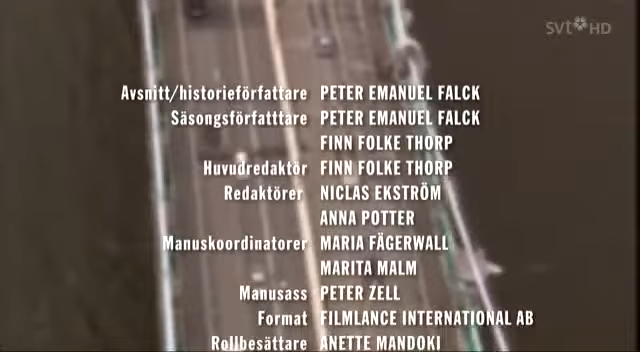 svt HD
Avsnitt/historieförfattare PETER EMANUEL FALCK
Säsongsförfatttare PETER EMANUEL FALCK
FINN FOLKE THORP
Huvudredaktör FINN FOLKE THORP
Redaktörer NICLAS EKSTRÖM
ANNA POTTER
Manuskoordinatorer MARIA FÄGERWALL
MARITA MALM
Manusass PETER ZELL
Format FILMLANCE INTERNATIONAL AB
Rollbesättare ANETTE MANDOKI